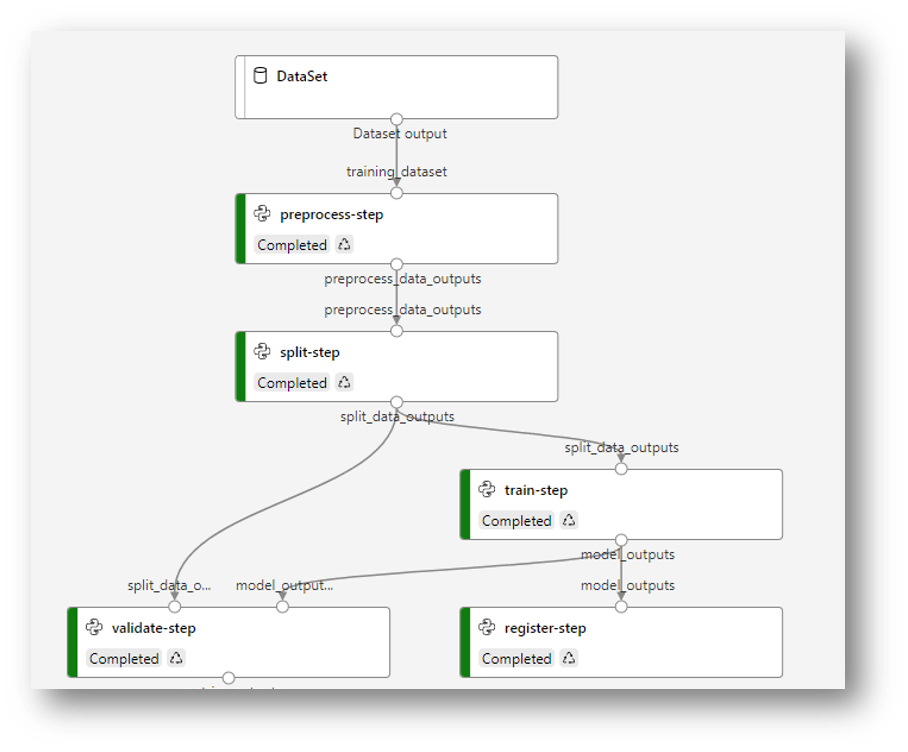 DataSet
Dataset output
training_dataset
preprocess-step
Completed
preprocess_data_outputs
preprocess_data_outputs
split-step
Completed
split_data_outputs
split_data_outputs
train-step
Completed
model_outputs
split_data_o... model_output... model_outputs
validate-step register-step
Completed Completed